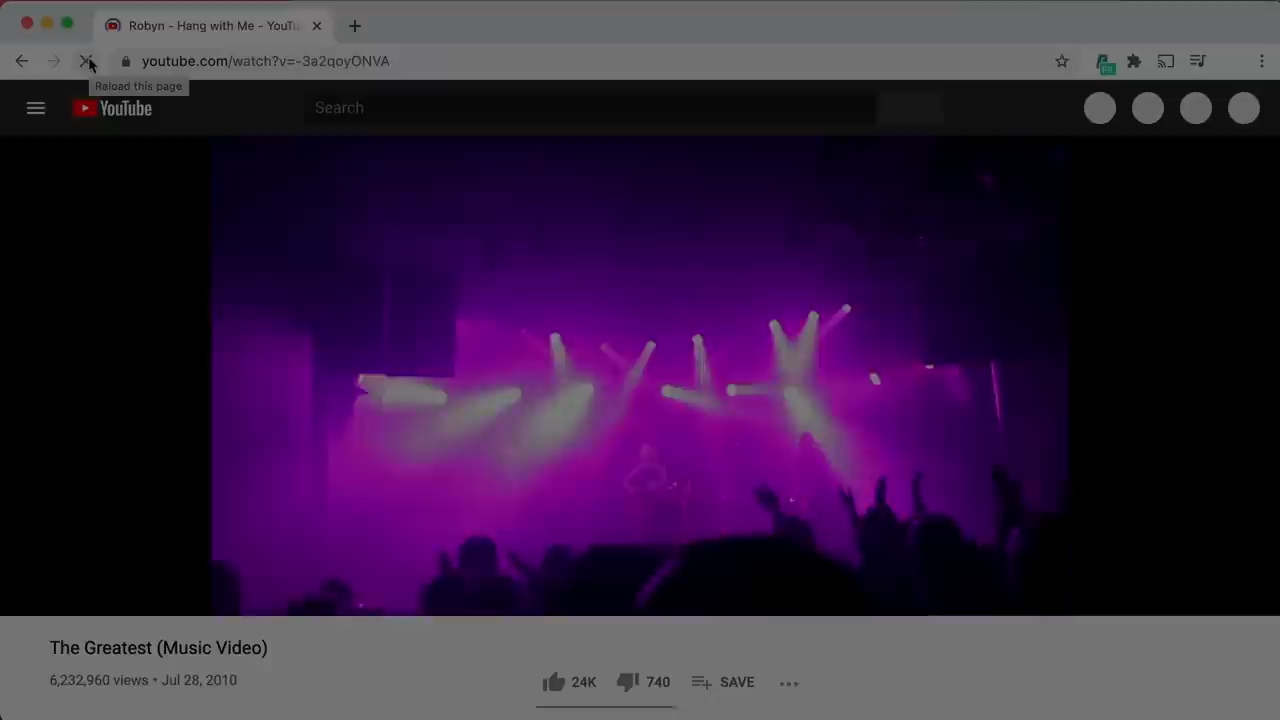 Robyn - Hang with Me - YouTu
youtube.com/watch?v=-3a2qoyONVA
FR
Reload this page
YouTube
Search
The Greatest (Music Video)
6,232,960 views • Jul 28, 2010
24K
740
SAVE